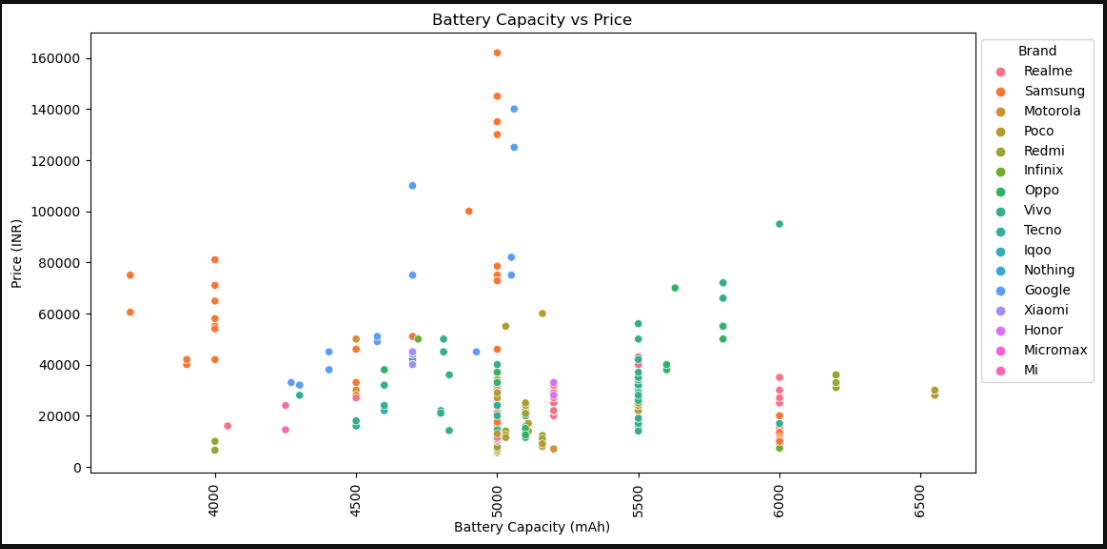 Battery Capacity vs Price
Price (INR)
160000
140000
120000
100000
80000
60000
40000
20000
0
4000
4500
5000
5500
6000
6500
Battery Capacity (mAh)
Brand
Realme
Samsung
Motorola
Poco
Redmi
Infinix
Oppo
Vivo
Tecno
Iqoo
Nothing
Google
Xiaomi
Honor
Micromax
Mi